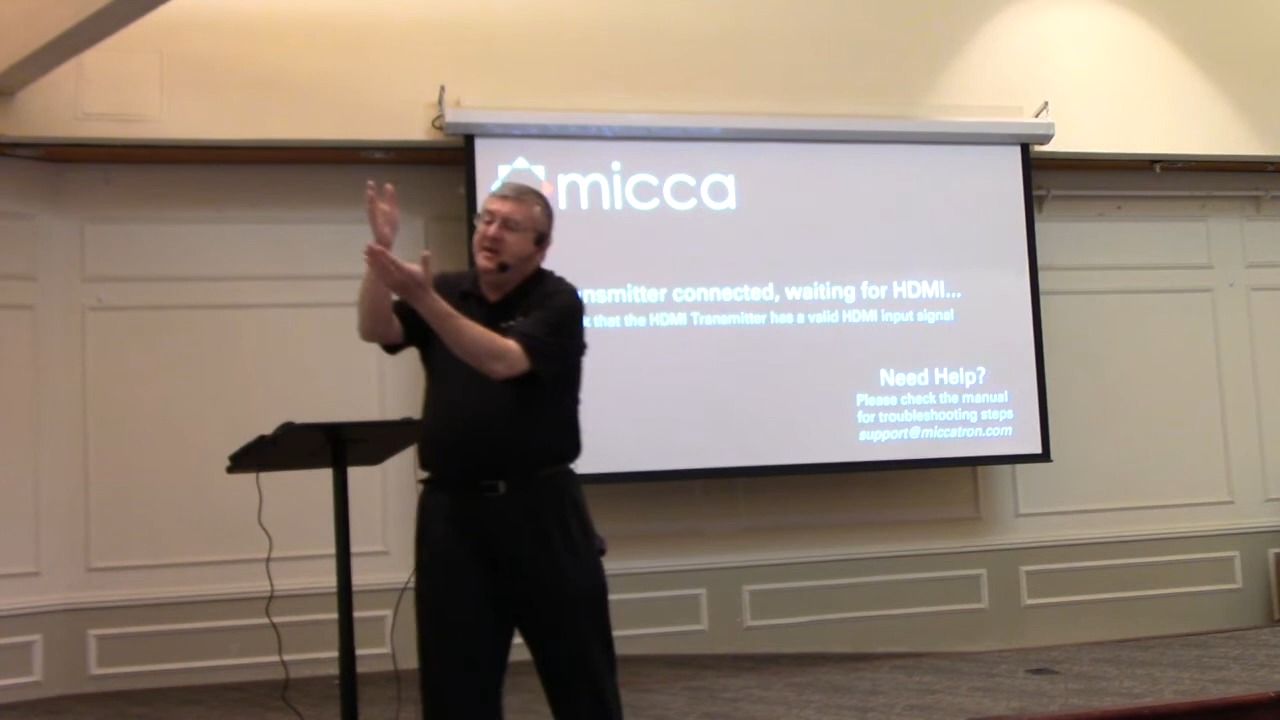 micca
nsmitter connected, waiting for HDMI...
k that the HDMI Transmitter has a valid HDMI input signal
Need Help?
Please check the manual
for troubleshooting steps
support@miccatron.com